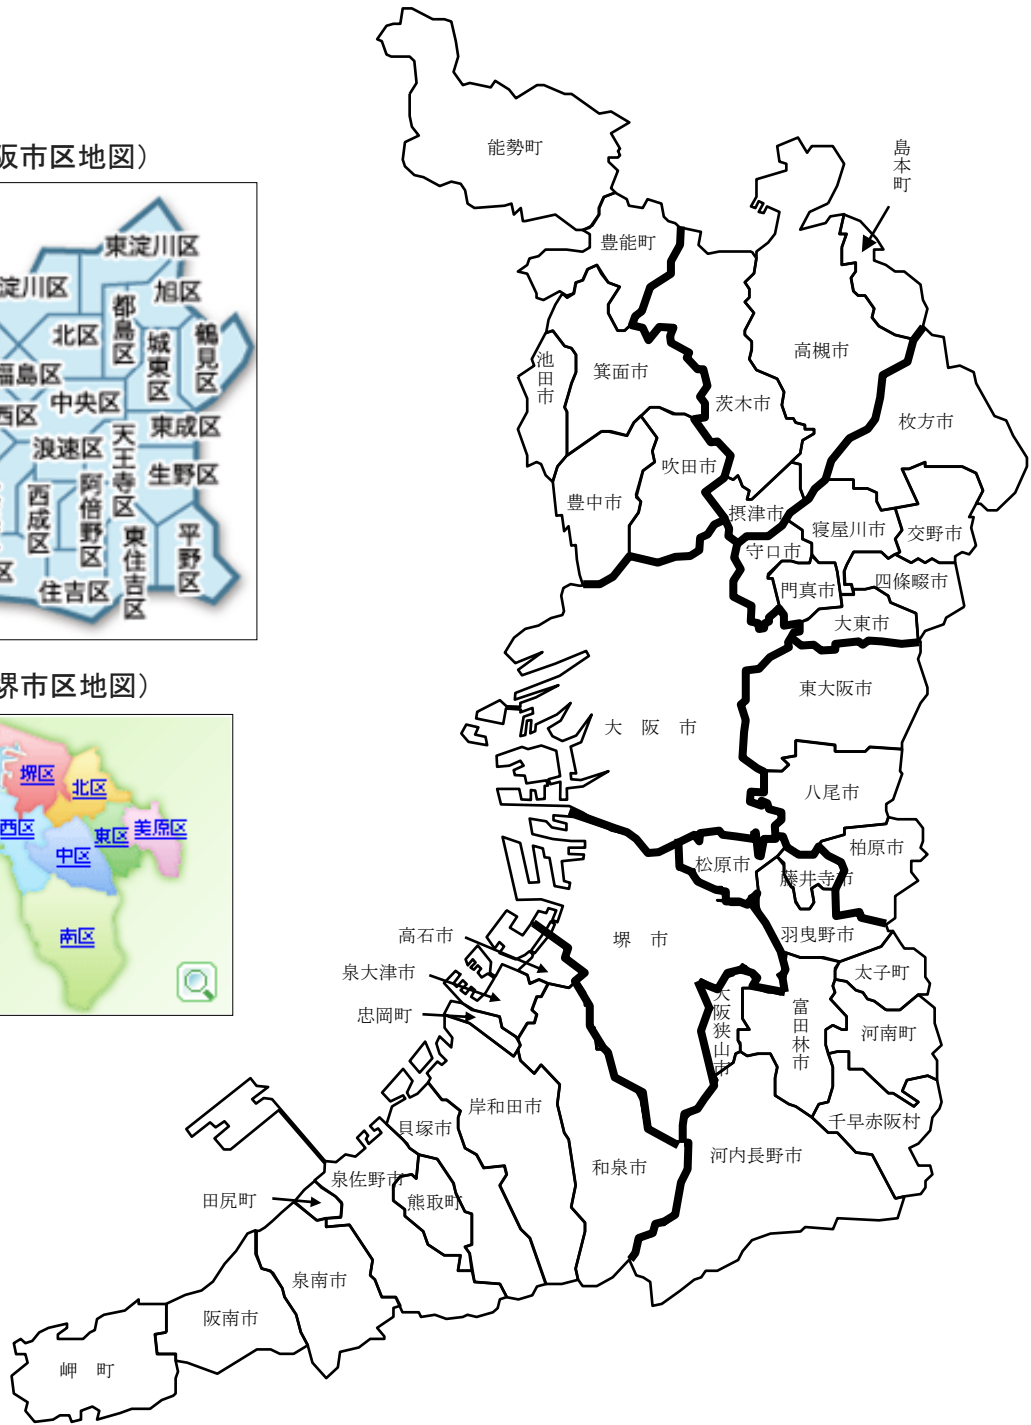 能勢町
島本町
阪市区地図）
豊能町
東淀川区
淀川区
旭区
都島区
北区
鶴見区
城東区
高槻市
池田市
箕面市
福島区
茨木市
西区
中央区
枚方市
東成区
天王寺区
浪速区
吹田市
生野区
阿倍野区
西成区
豊中市
摂津市
寝屋川市
交野市
東住吉区
平野区
守口市
区
住吉区
門真市
四條畷市
大東市
堺市区地図）
東大阪市
大　阪　市
堺区
北区
八尾市
西区
東区
美原区
中区
柏原市
松原市
藤井寺市
南区
高石市
堺　市
羽曳野市
泉大津市
太子町
大阪狭山市
富田林市
忠岡町
河南町
岸和田市
千早赤阪村
貝塚市
河内長野市
和泉市
泉佐野市
田尻町
熊取町
泉南市
阪南市
岬　町